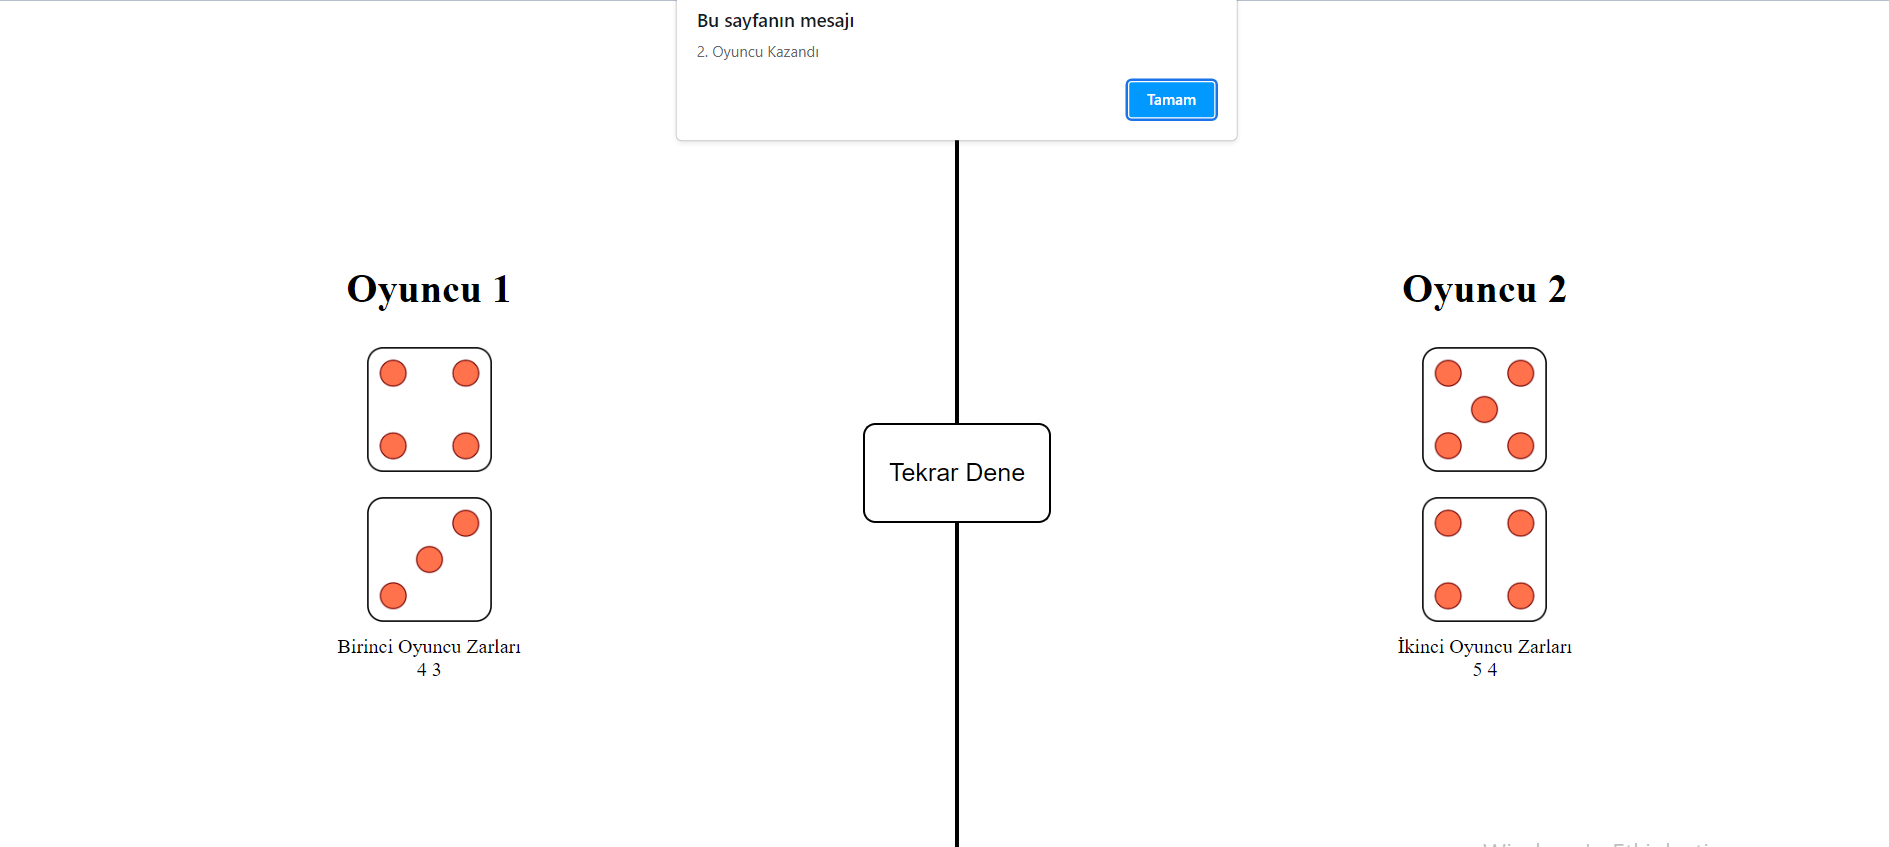 Bu sayfanın mesajı
2. Oyuncu Kazandı
Tamam
Oyuncu 1
Oyuncu 2
Tekrar Dene
Birinci Oyuncu Zarları
4 3
İkinci Oyuncu Zarları
5 4